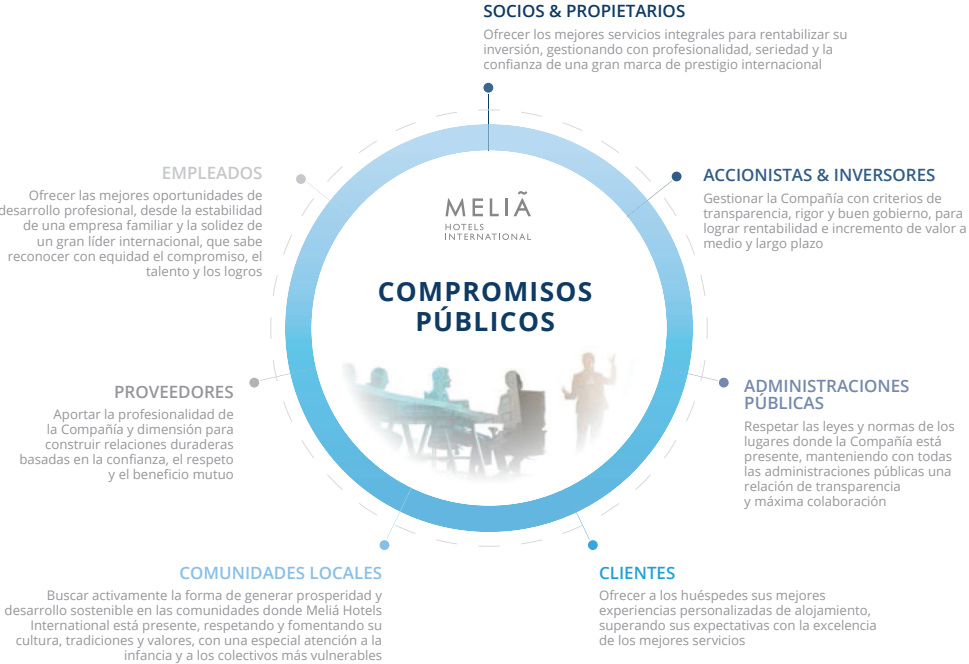 SOCIOS & PROPIETARIOS
Ofrecer los mejores servicios integrales para rentabilizar su
inversión, gestionando con profesionalidad, seriedad y la
confianza de una gran marca de prestigio internacional
EMPLEADOS
Ofrecer las mejores oportunidades de
desarrollo profesional, desde la estabilidad
de una empresa familiar y la solidez de
un gran líder internacional, que sabe
reconocer con equidad el compromiso, el
talento y los logros
ACCIONISTAS & INVERSORES
Gestionar la Compañía con criterios de
transparencia, rigor y buen gobierno, para
lograr rentabilidad e incremento de valor a
medio y largo plazo
MELIÃ
HOTELS
INTERNATIONAL
COMPROMISOS
PÚBLICOS
PROVEEDORES
Aportar la profesionalidad de
la Compañía y dimensión para
construir relaciones duraderas
basadas en la confianza, el respeto
y el beneficio mutuo
ADMINISTRACIONES
PÚBLICAS
Respetar las leyes y normas de los
lugares donde la Compañía está
presente, manteniendo con todas
las administraciones públicas una
relación de transparencia
y máxima colaboración
COMUNIDADES LOCALES
Buscar activamente la forma de generar prosperidad y
desarrollo sostenible en las comunidades donde Meliá Hotels
International está presente, respetando y fomentando su
cultura, tradiciones y valores, con una especial atención a la
infancia y a los colectivos más vulnerables
CLIENTES
Ofrecer a los huéspedes sus mejores
experiencias personalizadas de alojamiento,
superando sus expectativas con la excelencia
de los mejores servicios